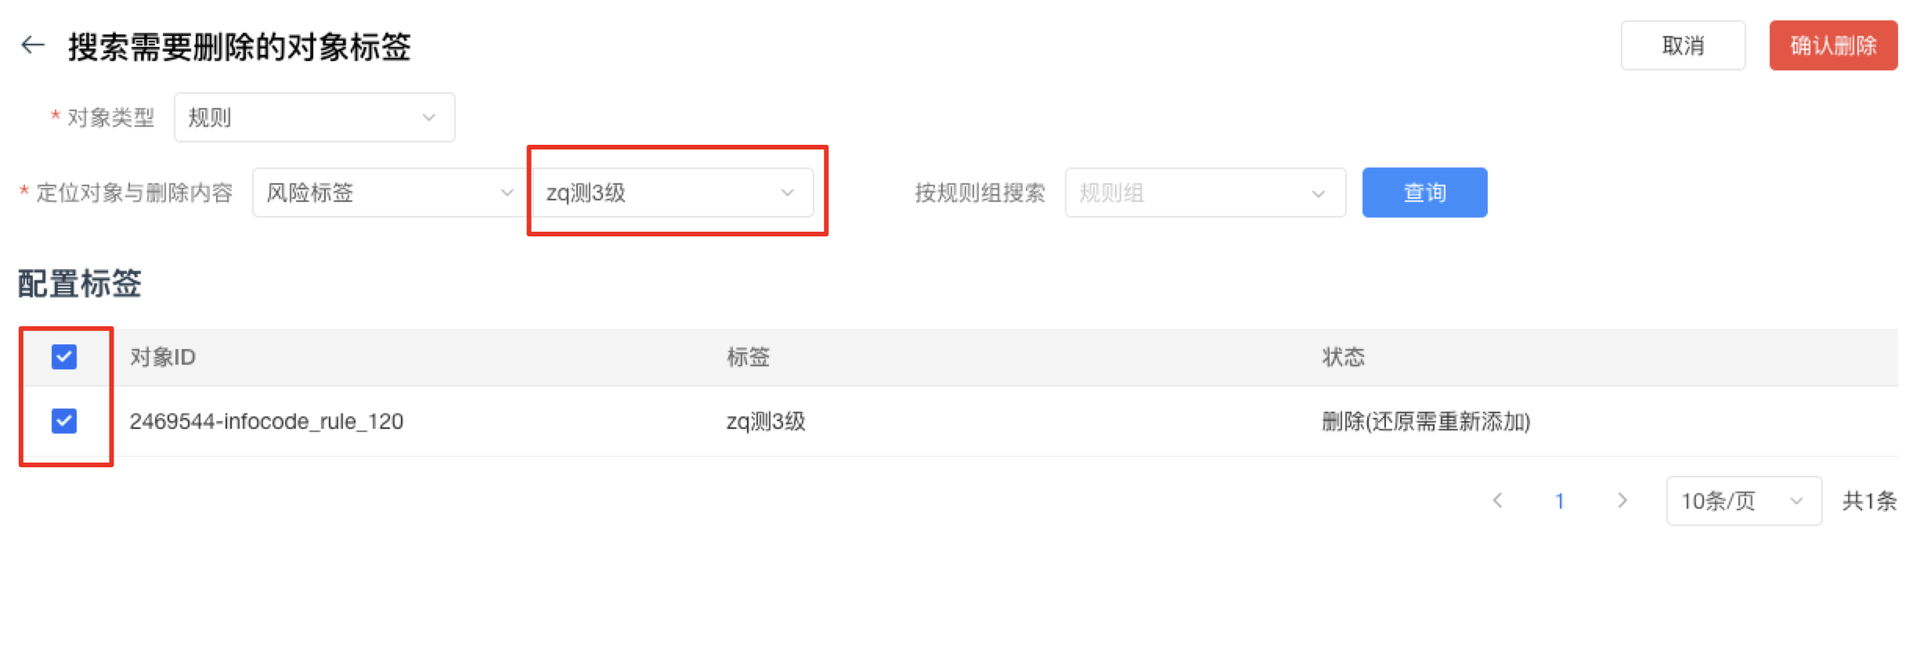 搜索需要删除的对象标签
取消
确认删除
* 对象类型
规则
* 定位对象与删除内容
风险标签
zq测3级
按规则组搜索
规则组
查询
配置标签
对象ID
标签
状态
2469544-infocode_rule_120
zq测3级
删除(还原需重新添加)
1
10条/页
共1条